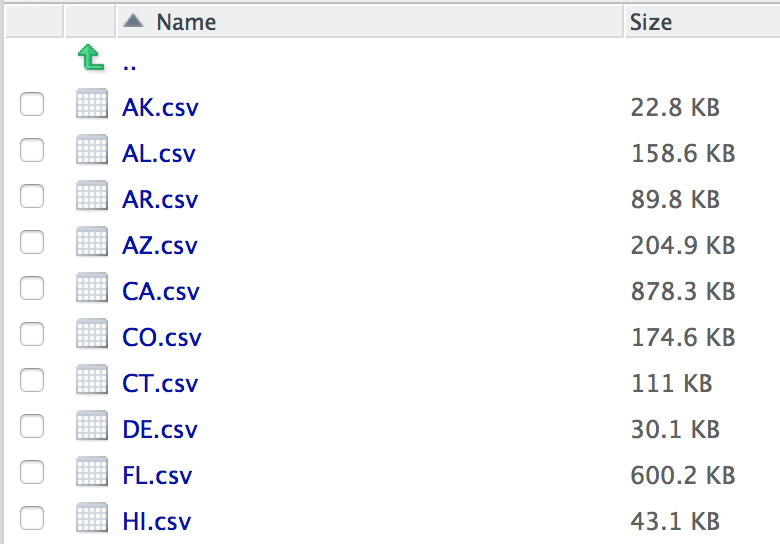 Name Size
..
AK.csv 22.8 KB
AL.csv 158.6 KB
AR.csv 89.8 KB
AZ.csv 204.9 KB
CA.csv 878.3 KB
CO.csv 174.6 KB
CT.csv 111 KB
DE.csv 30.1 KB
FL.csv 600.2 KB
HI.csv 43.1 KB